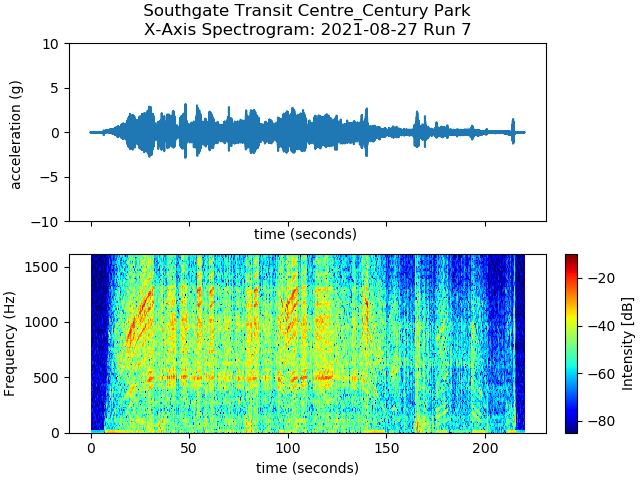 Southgate Transit Centre_Century Park
X-Axis Spectrogram: 2021-08-27 Run 7
10
5
0
−5
−10
acceleration (g)
time (seconds)
1500
1000
500
0
Frequency (Hz)
0 50 100 150 200
time (seconds)
−20
−40
−60
−80
Intensity [dB]